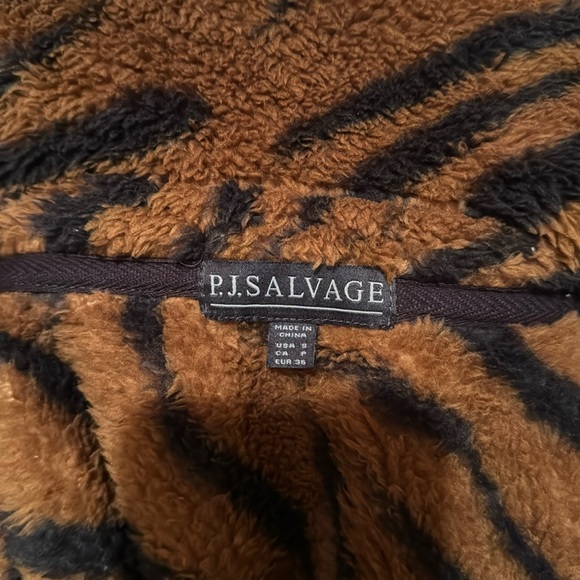 P.J.SALVAGE
MADE IN
CHINA
USA S
CA P
EUR 36